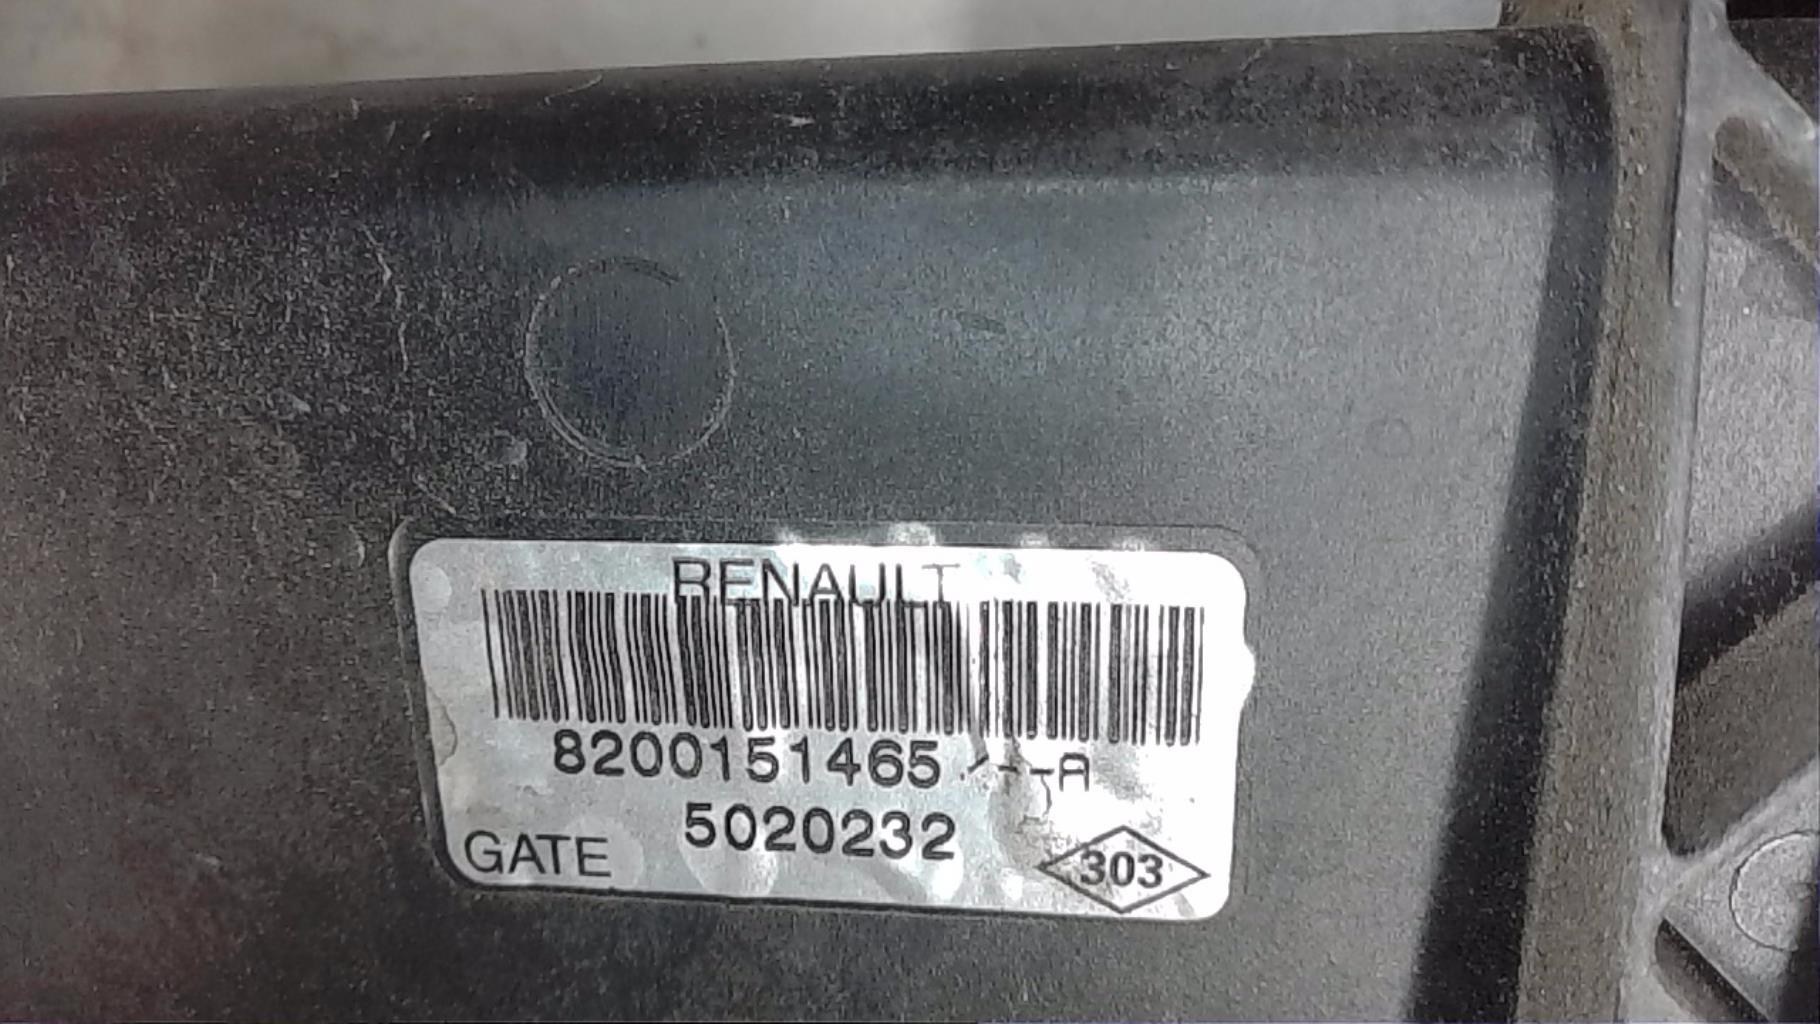 RENAULT
8200151465 ---A
5020232
GATE
303